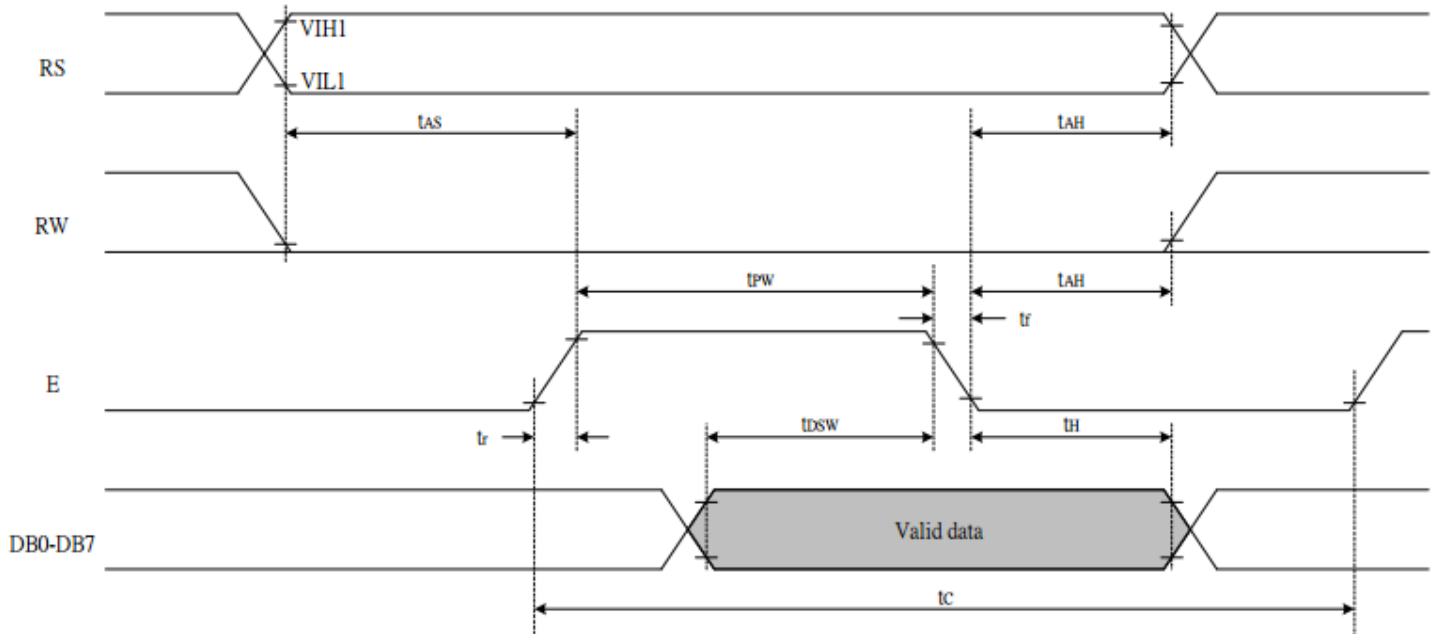 VIH1
RS
VIL1
tAS
tAH
RW
tPW
tAH
tf
E
tr
tDSW
tH
Valid data
DB0-DB7
tC